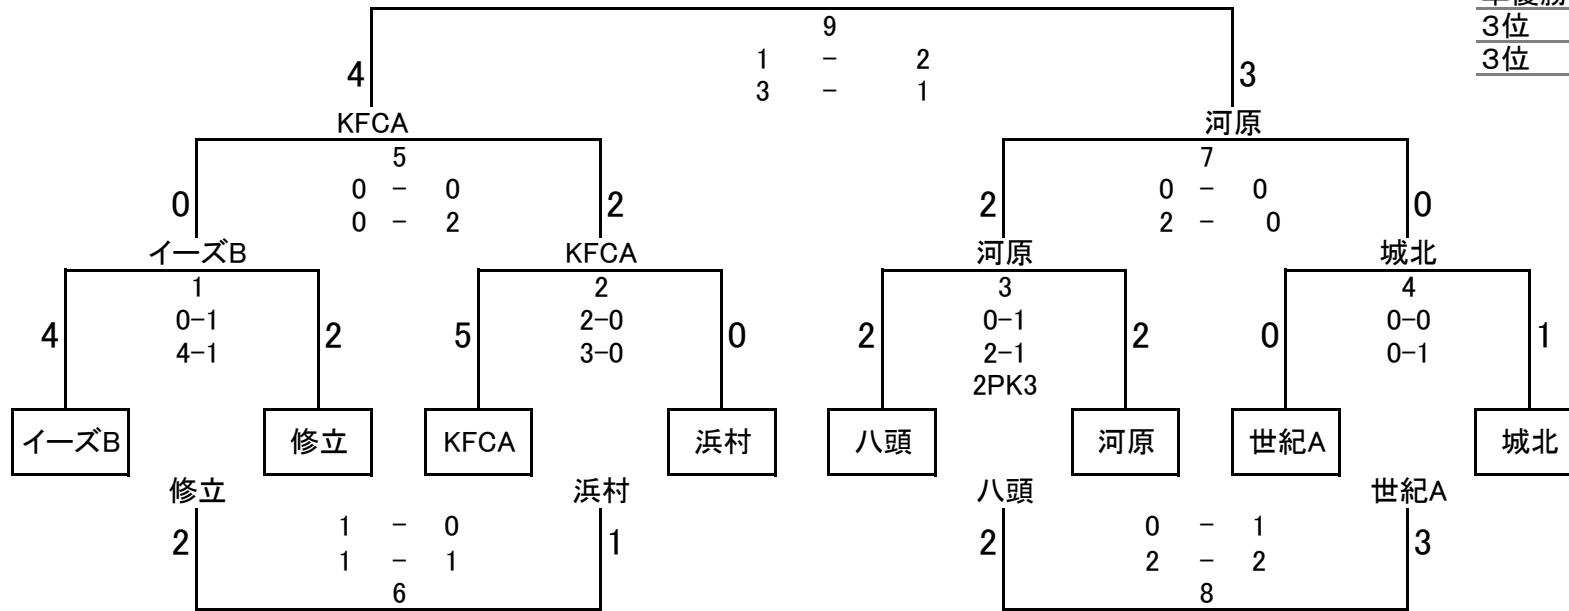 準優勝
9
3位
1 - 2
3位
4
3
3 - 1
KFCA
河原
5
7
0 - 0
0 - 0
0
2
2
0
0 - 2
2 - 0
イーズB
KFCA
河原
城北
1
2
3
4
0-1
2-0
0-1
0-0
4
2
5
0
2
2
0
1
4-1
3-0
2-1
0-1
2PK3
イーズB
修立
KFCA
浜村
八頭
河原
世紀A
城北
修立
浜村
八頭
世紀A
1 - 0
0 - 1
2
1
2
3
1 - 1
2 - 2
6
8